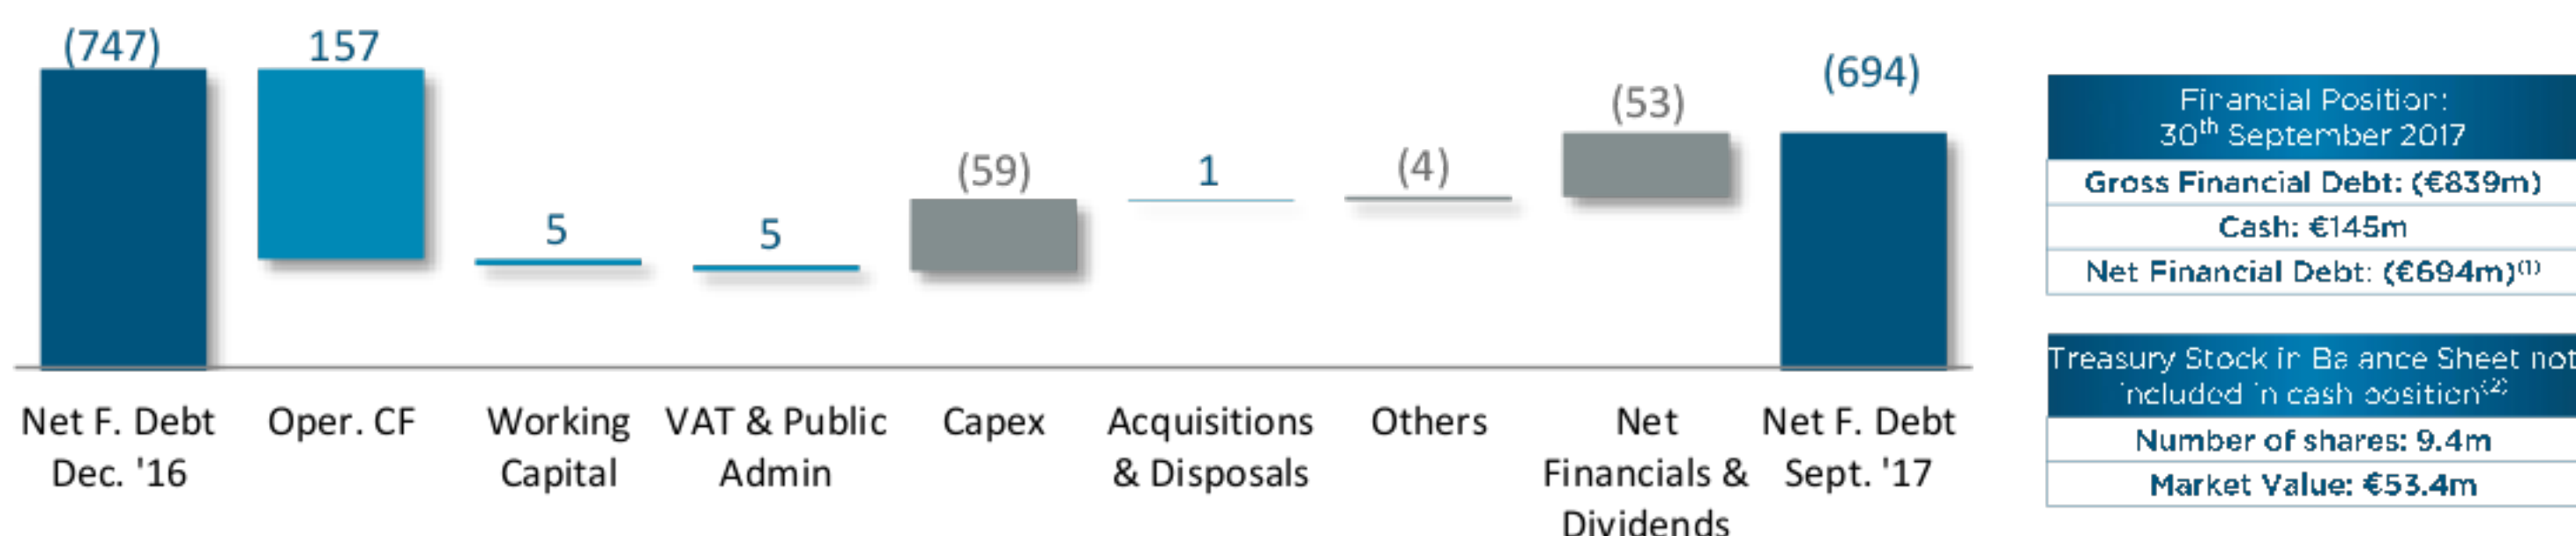 (747)
157
5
5
(59)
1
(4)
(53)
(694)
Net F. Debt
Dec. '16
Oper. CF
Working
Capital
VAT & Public
Admin
Capex
Acquisitions
& Disposals
Others
Net
Financials &
Dividends
Net F. Debt
Sept. '17
Financial Position:
30th September 2017
Gross Financial Debt: (€839m)
Cash: €145m
Net Financial Debt: (€694m)(1)
Treasury Stock in Balance Sheet not
included in cash position(2)
Number of shares: 9.4m
Market Value: €53.4m